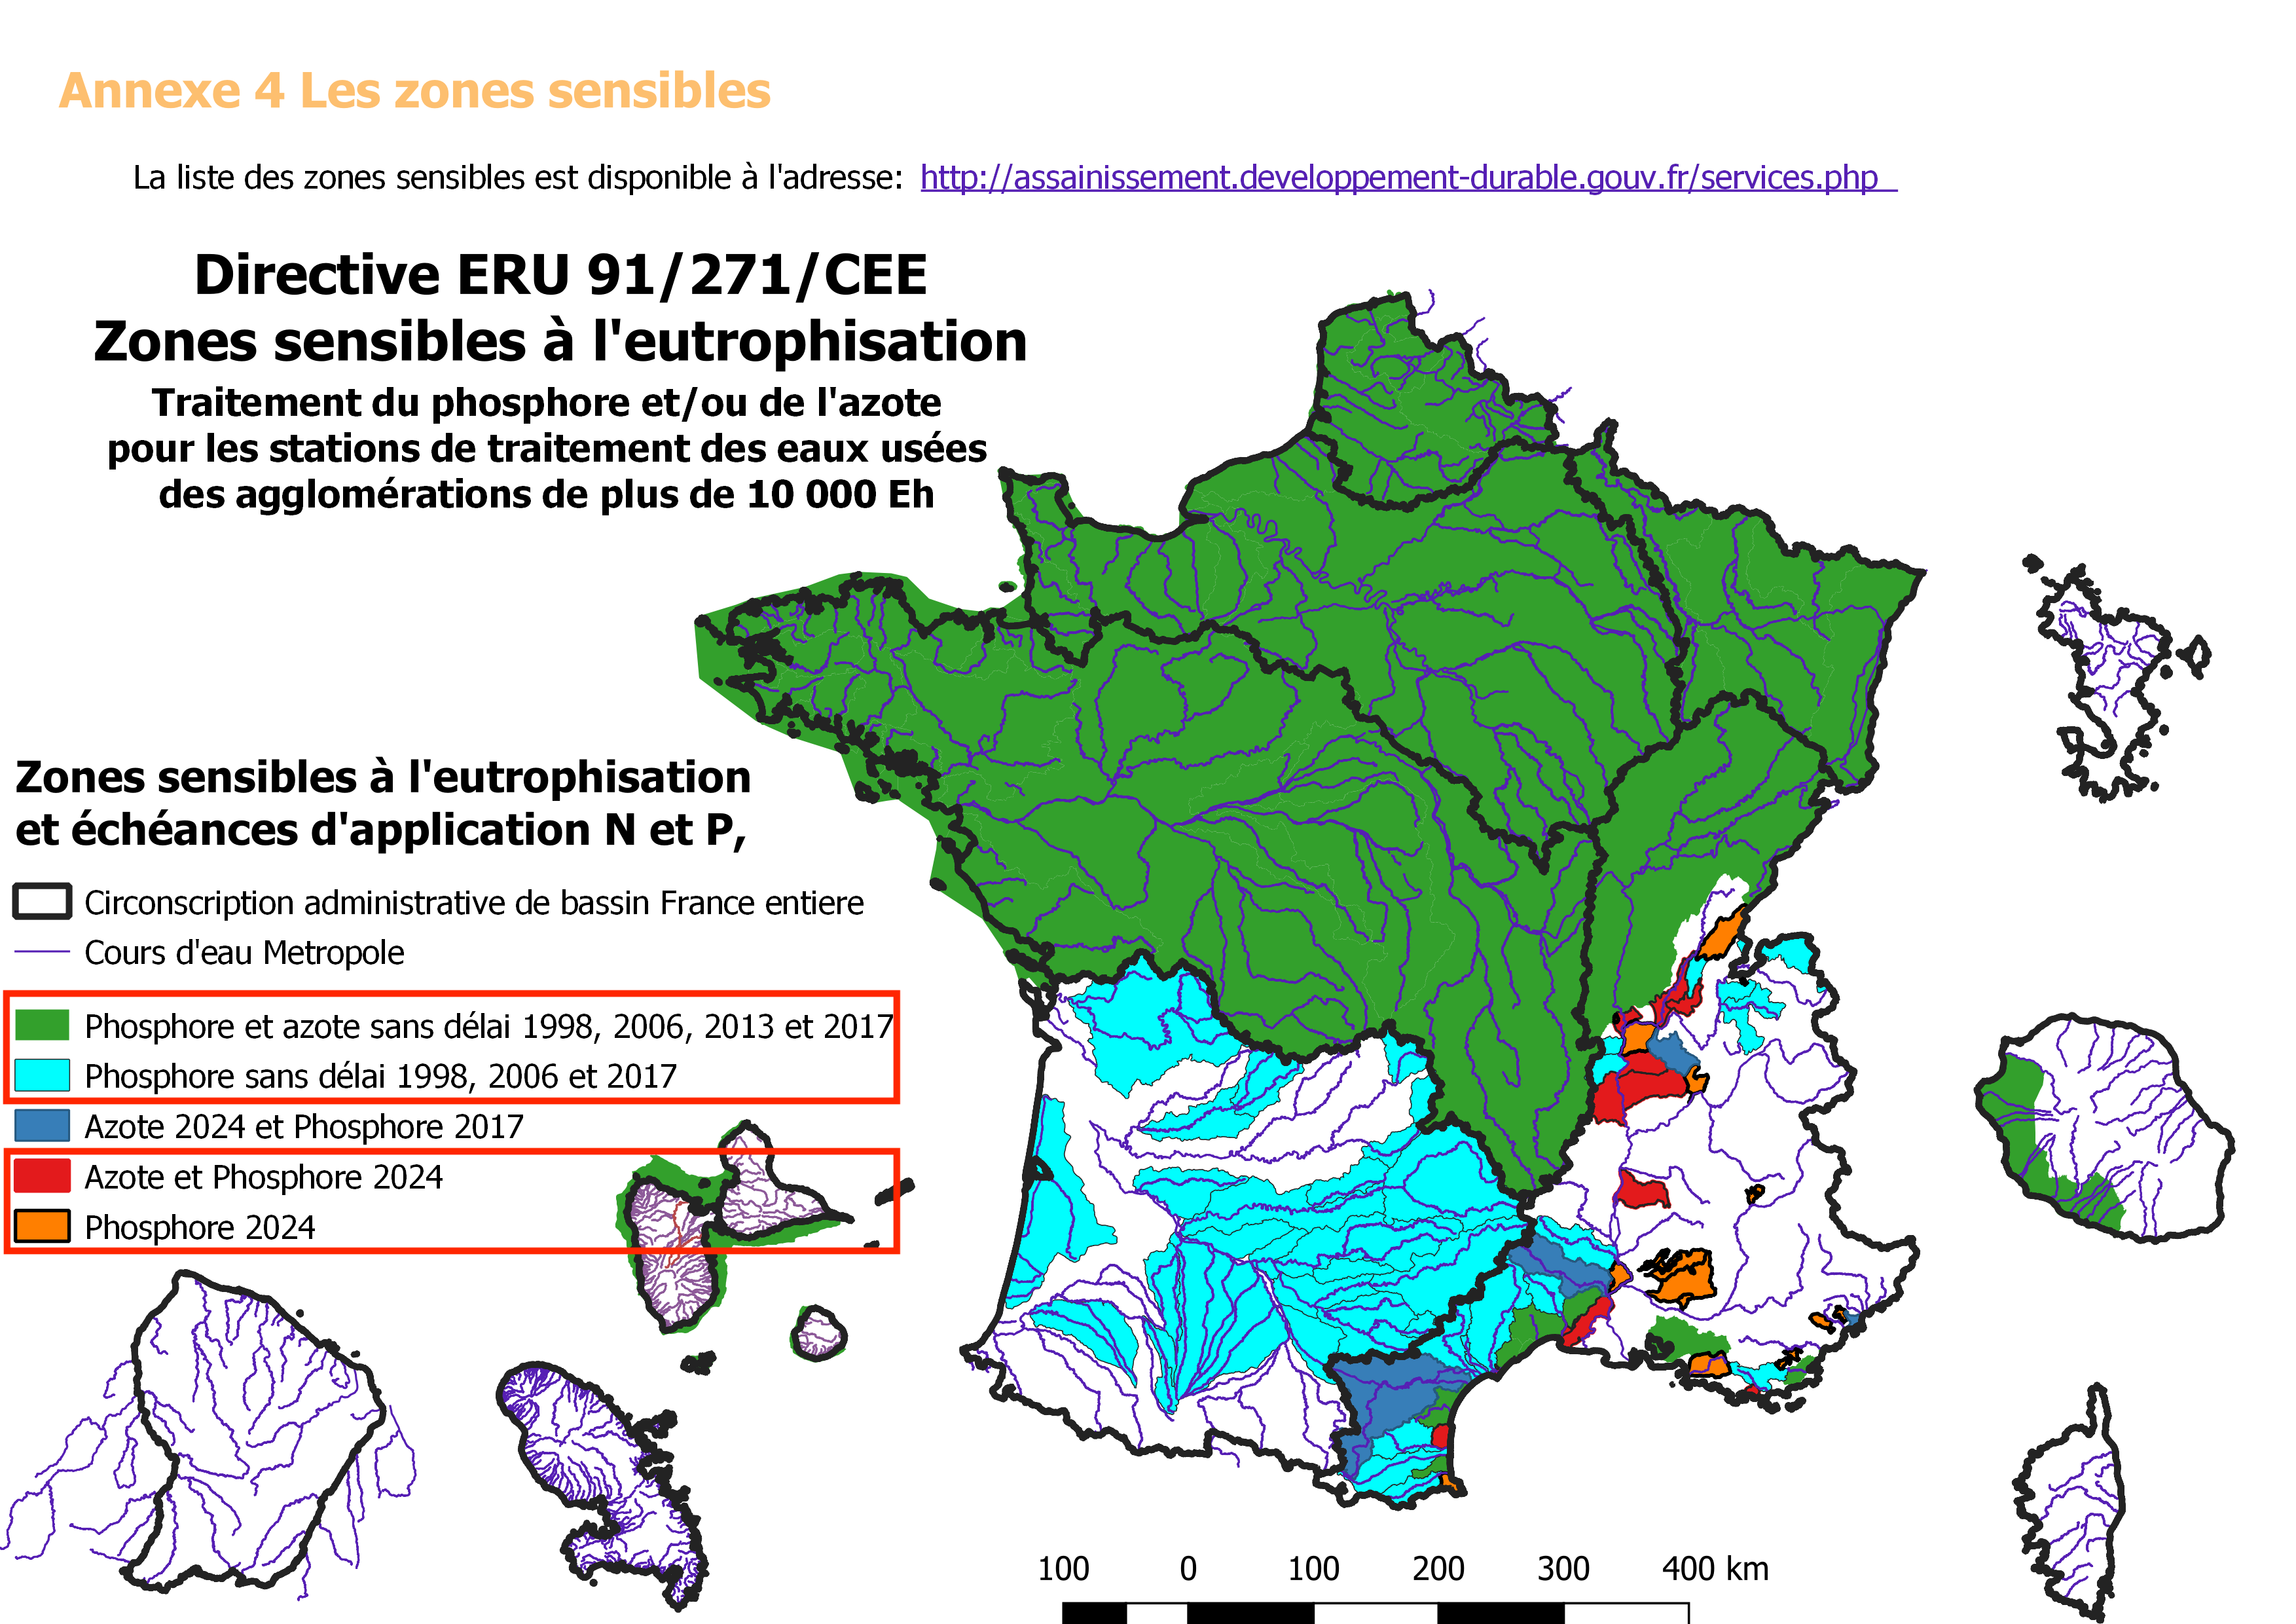 Annexe 4 Les zones sensibles
La liste des zones sensibles est disponible à l'adresse: http://assainissement.developpement-durable.gouv.fr/services.php
Directive ERU 91/271/CEE
Zones sensibles à l'eutrophisation
Traitement du phosphore et/ou de l'azote
pour les stations de traitement des eaux usées
des agglomérations de plus de 10 000 Eh
Zones sensibles à l'eutrophisation
et échéances d'application N et P,
Circonscription administrative de bassin France entiere
Cours d'eau Metropole
Phosphore et azote sans délai 1998, 2006, 2013 et 2017
Phosphore sans délai 1998, 2006 et 2017
Azote 2024 et Phosphore 2017
Azote et Phosphore 2024
Phosphore 2024
100 0 100 200 300 400 km